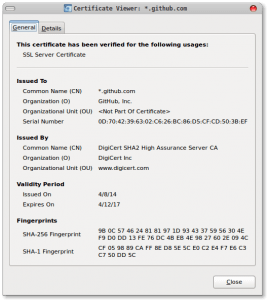 Certificate Viewer: *.github.com
General Details
This certificate has been verified for the following usages:
SSL Server Certificate
Issued To
Common Name (CN) *.github.com
Organization (O) GitHub, Inc.
Organizational Unit (OU) <Not Part Of Certificate>
Serial Number 0D:70:42:39:63:02:C6:26:BC:86:D5:CF:CD:50:3B:EF
Issued By
Common Name (CN) DigiCert SHA2 High Assurance Server CA
Organization (O) DigiCert Inc
Organizational Unit (OU) www.digicert.com
Validity Period
Issued On 4/8/14
Expires On 4/12/17
Fingerprints
SHA-256 Fingerprint 9B 0C 57 46 24 81 81 97 1D 93 43 37 59 56 30 4E
F9 D0 DD 13 FE 76 DC 4B EB 4E 98 27 60 2E 09 4C
SHA-1 Fingerprint CF 05 98 89 CA FF 8E D8 5E 5C E0 C2 E4 F7 E6 C3
C7 50 DD 5C
Close